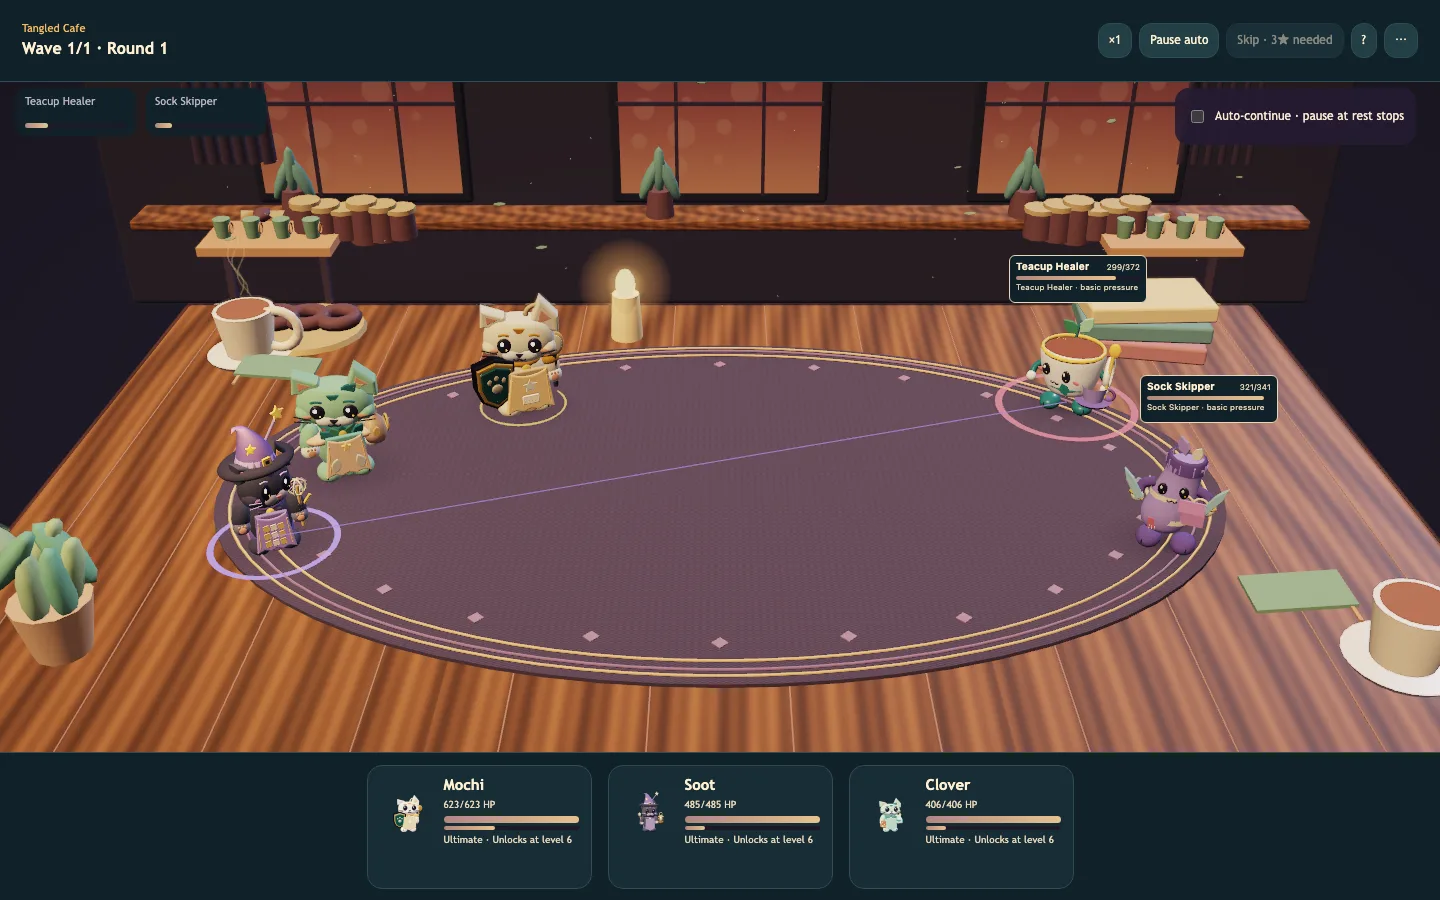 Tangled Cafe
Wave 1/1 · Round 1
×1
Pause auto
Skip · 3★ needed
?
···
Teacup Healer
Sock Skipper
Auto-continue · pause at rest stops
Teacup Healer 299/372
Teacup Healer · basic pressure
Sock Skipper 321/341
Sock Skipper · basic pressure
Mochi
623/623 HP
Ultimate · Unlocks at level 6
Soot
485/485 HP
Ultimate · Unlocks at level 6
Clover
406/406 HP
Ultimate · Unlocks at level 6